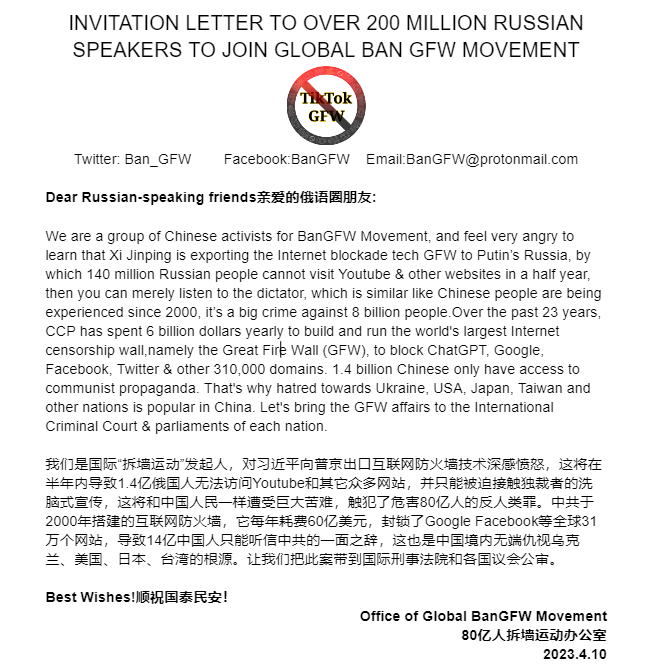 INVITATION LETTER TO OVER 200 MILLION RUSSIAN
SPEAKERS TO JOIN GLOBAL BAN GFW MOVEMENT
TikTok
GFW
Twitter: Ban_GFW Facebook:BanGFW Email:BanGFW@protonmail.com
Dear Russian-speaking friends亲爱的俄语圈朋友:
We are a group of Chinese activists for BanGFW Movement, and feel very angry to
learn that Xi Jinping is exporting the Internet blockade tech GFW to Putin's Russia, by
which 140 million Russian people cannot visit Youtube & other websites in a half year,
then you can merely listen to the dictator, which is similar like Chinese people are being
experienced since 2000, it's a big crime against 8 billion people.Over the past 23 years,
CCP has spent 6 billion dollars yearly to build and run the world's largest Internet
censorship wall,namely the Great Fire Wall (GFW), to block ChatGPT, Google,
Facebook, Twitter & other 310,000 domains. 1.4 billion Chinese only have access to
communist propaganda. That's why hatred towards Ukraine, USA, Japan, Taiwan and
other nations is popular in China. Let's bring the GFW affairs to the International
Criminal Court & parliaments of each nation.
我们是国际“拆墙运动”发起人，对习近平向普京出口互联网防火墙技术深感愤怒，这将在
半年内导致1.4亿俄国人无法访问Youtube和其它众多网站，并只能被迫接触独裁者的洗
脑式宣传，这将和中国人民一样遭受巨大苦难，触犯了危害80亿人的反人类罪。中共于
2000年搭建的互联网防火墙，它每年耗费60亿美元，封锁了Google Facebook等全球31
万个网站，导致14亿中国人只能听信中共的一面之辞，这也是中国境内无端仇视乌克
兰、美国、日本、台湾的根源。让我们把此案带到国际刑事法院和各国议会公审。
Best Wishes!顺祝国泰民安！
Office of Global BanGFW Movement
80亿人拆墙运动办公室
2023.4.10